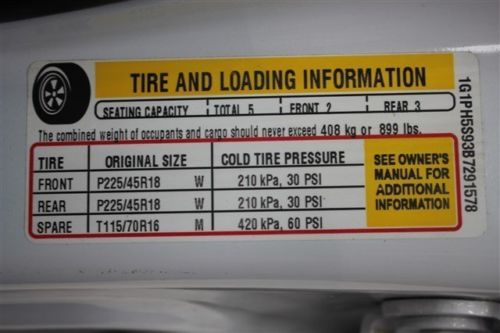 TIRE AND LOADING INFORMATION
SEATING CAPACITY TOTAL 5 FRONT 2 REAR 3
The combined weight of occupants and cargo should never exceed 408 kg or 899 lbs.
TIRE ORIGINAL SIZE COLD TIRE PRESSURE
FRONT P225/45R18 W 210 kPa, 30 PSI
REAR P225/45R18 W 210 kPa, 30 PSI
SPARE T115/70R16 M 420 kPa, 60 PSI
SEE OWNER'S
MANUAL FOR
ADDITIONAL
INFORMATION
1G1PH5S93B7291578